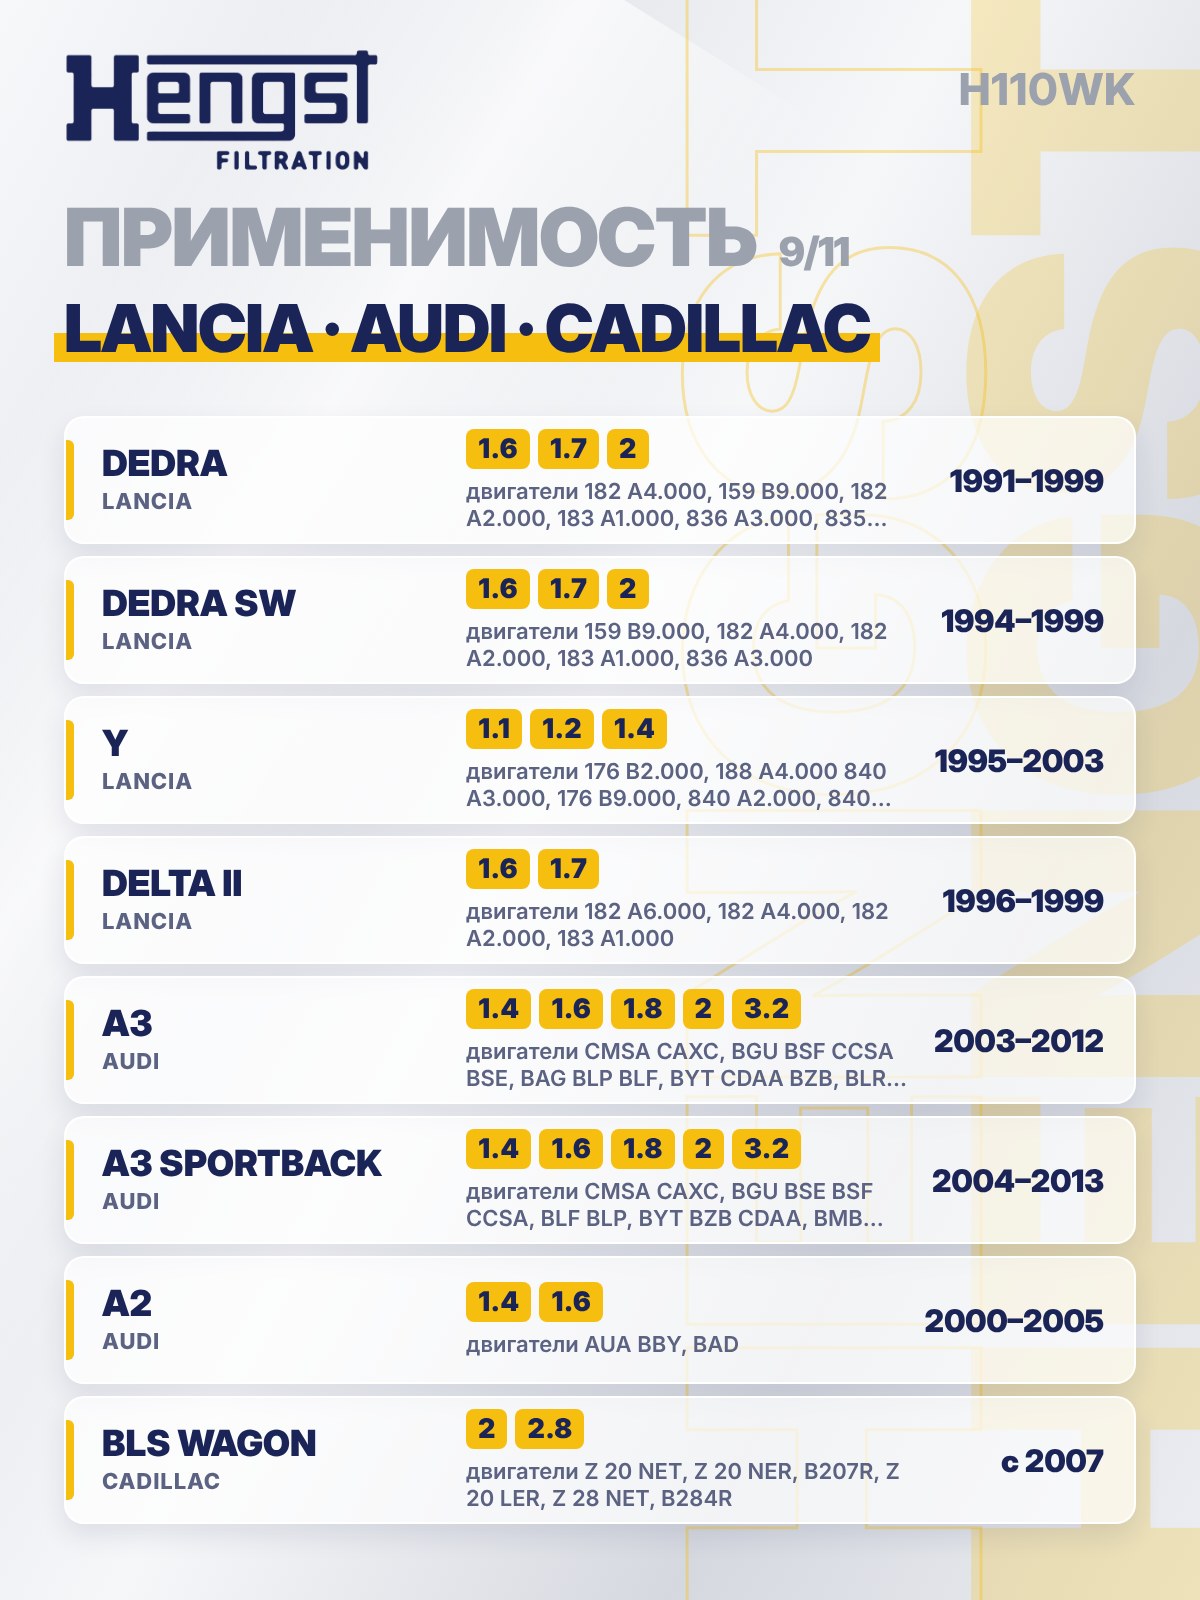 Hengst
FILTRATION
H110WK
ПРИМЕНИМОСТЬ 9/11
LANCIA · AUDI · CADILLAC
DEDRA
LANCIA
1.6 1.7 2
двигатели 182 A4.000, 159 B9.000, 182
A2.000, 183 A1.000, 836 A3.000, 835...
1991–1999
DEDRA SW
LANCIA
1.6 1.7 2
двигатели 159 B9.000, 182 A4.000, 182
A2.000, 183 A1.000, 836 A3.000
1994–1999
Y
LANCIA
1.1 1.2 1.4
двигатели 176 B2.000, 188 A4.000 840
A3.000, 176 B9.000, 840 A2.000, 840...
1995–2003
DELTA II
LANCIA
1.6 1.7
двигатели 182 A6.000, 182 A4.000, 182
A2.000, 183 A1.000
1996–1999
A3
AUDI
1.4 1.6 1.8 2 3.2
двигатели CMSA CAXC, BGU BSF CCSA
BSE, BAG BLP BLF, BYT CDAA BZB, BLR...
2003–2012
A3 SPORTBACK
AUDI
1.4 1.6 1.8 2 3.2
двигатели CMSA CAXC, BGU BSE BSF
CCSA, BLF BLP, BYT BZB CDAA, BMB...
2004–2013
A2
AUDI
1.4 1.6
двигатели AUA BBY, BAD
2000–2005
BLS WAGON
CADILLAC
2 2.8
двигатели Z 20 NET, Z 20 NER, B207R, Z
20 LER, Z 28 NET, B284R
с 2007
HENGST
HENGST